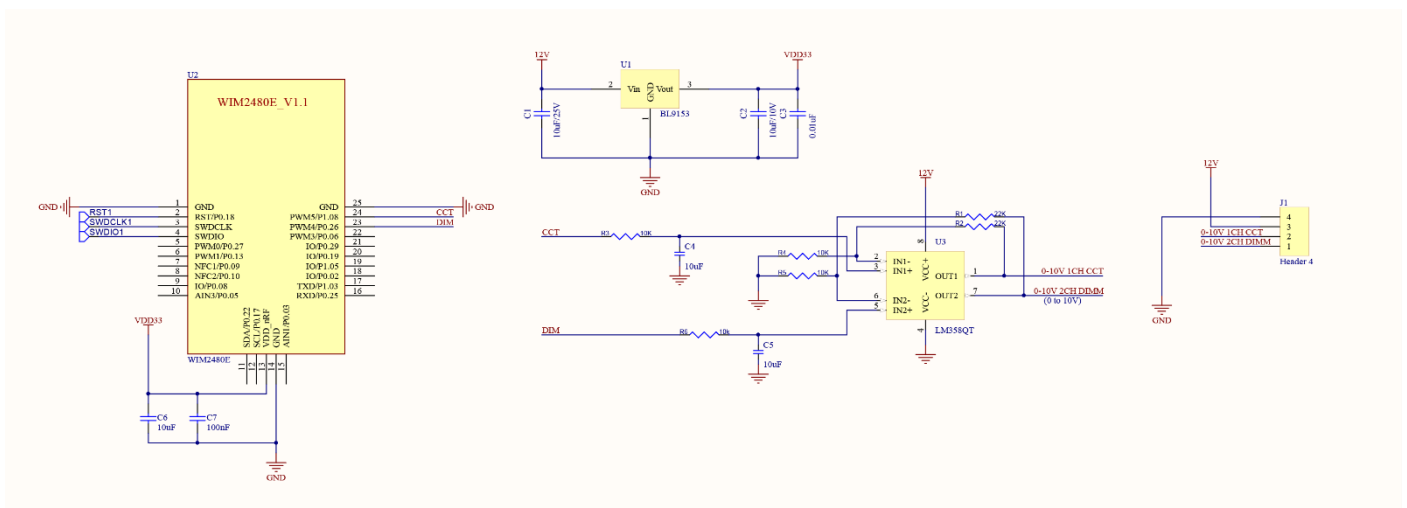 U2
WIM2480E_V1.1
GND
RST1
SWDCLK1
SWDIO1
1 GND
2 RST/P0.18
3 SWDCLK
4 SWDIO
5 PWM0/P0.27
6 PWM1/P0.13
7 NFC1/P0.09
8 NFC2/P0.10
9 IO/P0.08
10 AIN3/P0.05
GND 25
PWM5/P1.08 24 CCT
PWM4/P0.26 23 DIM
PWM3/P0.06 22
IO/P0.29 21
IO/P0.19 20
IO/P1.05 19
IO/P0.02 18
TXD/P1.03 17
RXD/P0.25 16
GND
SDA/P0.22
SCL/P0.17
VDD_nRF
GND
AIN1/P0.03
11 12 13 14 15
WIM2480E
VDD33
C6
10uF
C7
100nF
GND
12V
U1
2 Vin GND Vout 3
1
BL9153
VDD33
C1
10uF/25V
C2
10uF/10V
C3
0.01uF
GND
CCT
R3 10K
C4
10uF
R1 22K
R2 22K
R4 10K
R5 10K
12V
8
U3
2 IN1-
3 IN1+
6 IN2-
5 IN2+
VCC+
VCC-
OUT1 1
OUT2 7
4
LM358QT
0-10V 1CH CCT
0-10V 2CH DIMM
(0 to 10V)
DIM
R6 10k
C5
10uF
12V
J1
4
3
0-10V 1CH CCT 2
0-10V 2CH DIMM 1
Header 4
GND